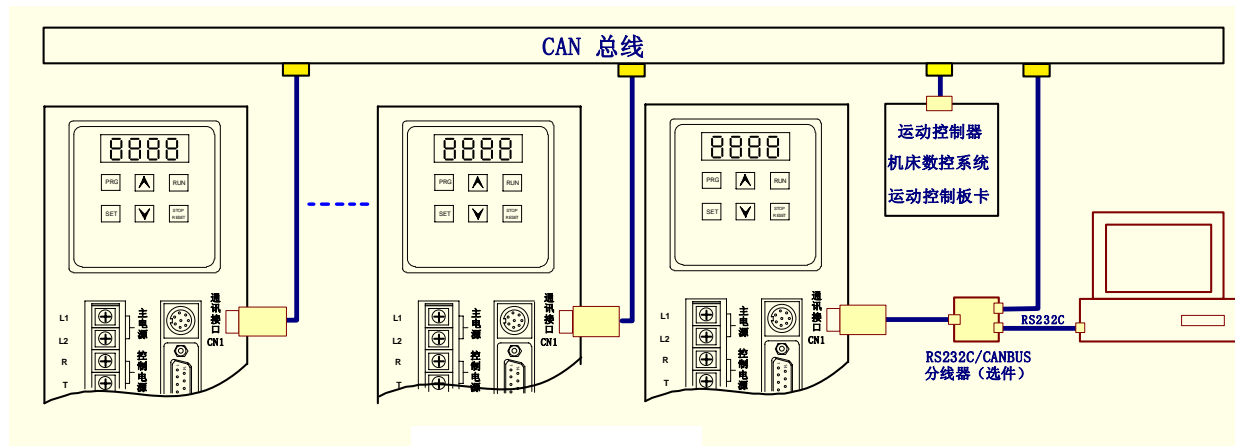 CAN 总线
8888
PRG
RUN
SET
STOP
RESET
L1
L2
R
T
主电源
控制电源
通讯接口
CN1
8888
PRG
RUN
SET
STOP
RESET
L1
L2
R
T
主电源
控制电源
通讯接口
CN1
8888
PRG
RUN
SET
STOP
RESET
L1
L2
R
T
主电源
控制电源
通讯接口
CN1
运动控制器
机床数控系统
运动控制板卡
RS232C
RS232C/CANBUS
分线器（选件）